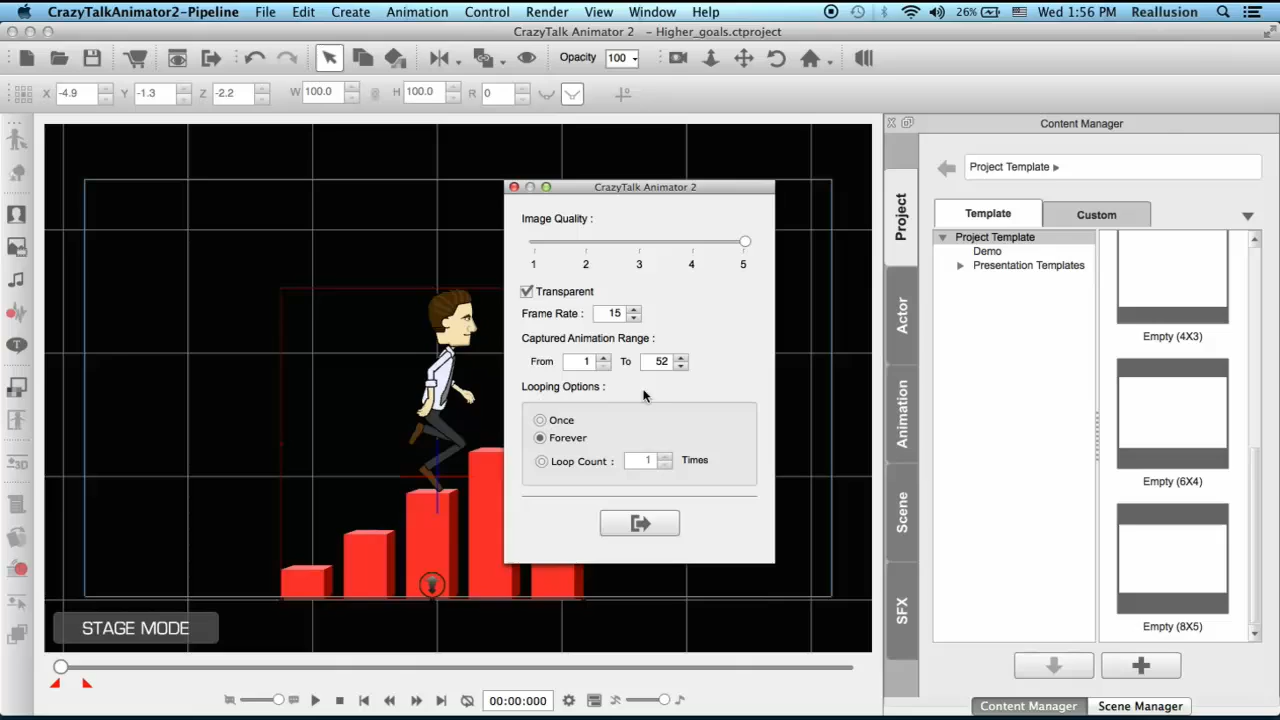 CrazyTalkAnimator2-Pipeline File Edit Create Animation Control Render View Window Help 26% Wed 1:56 PM Reallusion
CrazyTalk Animator 2 - Higher_goals.ctproject
Opacity 100
X -4.9 Y -1.3 Z -2.2 W 100.0 H 100.0 R 0
Content Manager
Project Template ▸
Template Custom
Project Template
Demo
Presentation Templates
Project
Actor
Animation
Scene
SFX
Empty (4X3)
Empty (6X4)
Empty (8X5)
CrazyTalk Animator 2
Image Quality :
1 2 3 4 5
Transparent
Frame Rate : 15
Captured Animation Range :
From 1 To 52
Looping Options :
Once
Forever
Loop Count : 1 Times
STAGE MODE
00:00:000
Content Manager Scene Manager